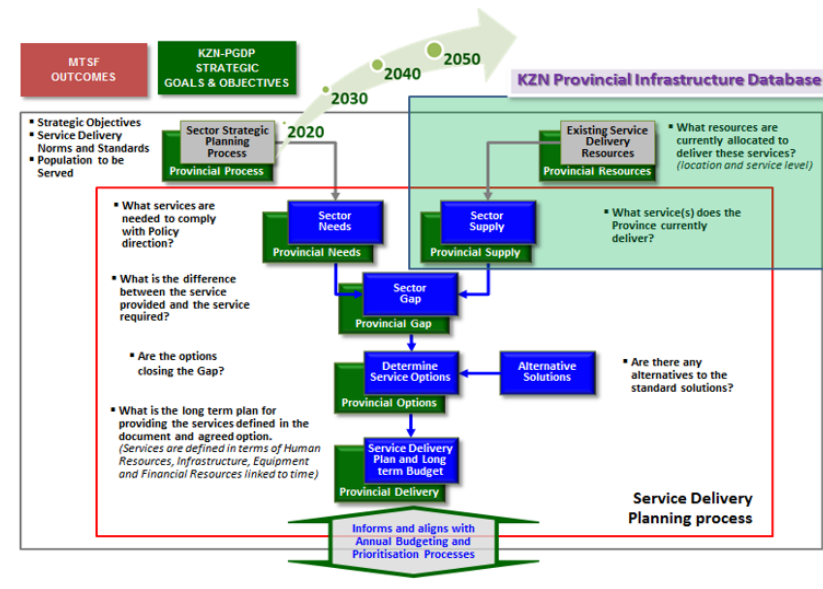 MTSF
OUTCOMES
KZN-PGDP
STRATEGIC
GOALS & OBJECTIVES
2050
2040
2030
2020
KZN Provincial Infrastructure Database
▪ Strategic Objectives
▪ Service Delivery
Norms and Standards
▪ Population to be
Served
Sector Strategic
Planning
Process
Provincial Process
Existing Service
Delivery
Resources
Provincial Resources
▪ What resources are
currently allocated to
deliver these services?
(location and service level)
▪ What services are
needed to comply
with Policy
direction?
Sector
Needs
Provincial Needs
Sector
Supply
Provincial Supply
▪ What service(s) does the
Province currently
deliver?
▪ What is the difference
between the service
provided and the service
required?
Sector
Gap
Provincial Gap
▪ Are the options
closing the Gap?
Determine
Service Options
Provincial Options
Alternative
Solutions
▪ Are there any
alternatives to the
standard solutions?
▪ What is the long term plan for
providing the services defined in the
document and agreed option.
(Services are defined in terms of Human
Resources, Infrastructure, Equipment
and Financial Resources linked to time)
Service Delivery
Plan and Long
term Budget
Provincial Delivery
Service Delivery
Planning process
Informs and aligns with
Annual Budgeting and
Prioritisation Processes